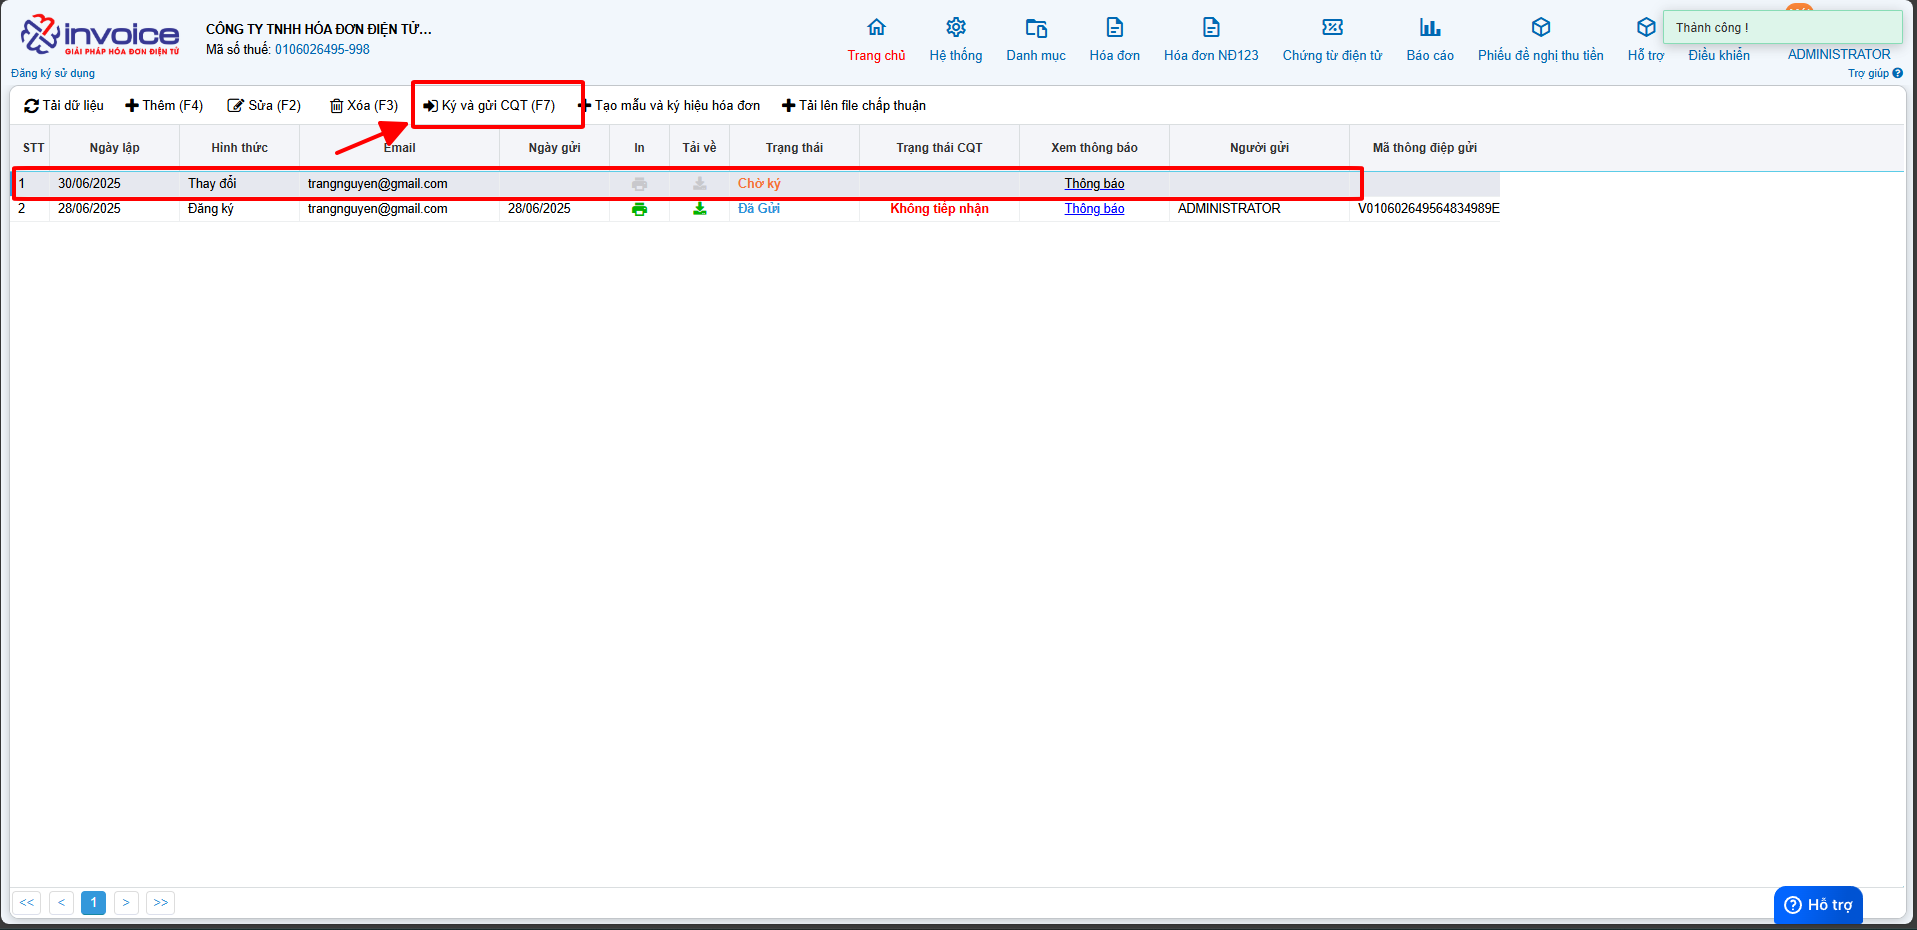 invoice
GIẢI PHÁP HÓA ĐƠN ĐIỆN TỬ
CÔNG TY TNHH HÓA ĐƠN ĐIỆN TỬ...
Mã số thuế: 0106026495-998
Trang chủ
Hệ thống
Danh mục
Hóa đơn
Hóa đơn NĐ123
Chứng từ điện tử
Báo cáo
Phiếu đề nghị thu tiền
Hỗ trợ
Điều khiển
Thành công !
ADMINISTRATOR
Đăng ký sử dụng
Trợ giúp
Tải dữ liệu
Thêm (F4)
Sửa (F2)
Xóa (F3)
Ký và gửi CQT (F7)
Tạo mẫu và ký hiệu hóa đơn
Tải lên file chấp thuận
STT Ngày lập Hình thức Email Ngày gửi In Tải về Trạng thái Trạng thái CQT Xem thông báo Người gửi Mã thông điệp gửi
1 30/06/2025 Thay đổi trangnguyen@gmail.com Chờ ký Thông báo
2 28/06/2025 Đăng ký trangnguyen@gmail.com 28/06/2025 Đã Gửi Không tiếp nhận Thông báo ADMINISTRATOR V010602649564834989E
<< < 1 > >>
Hỗ trợ